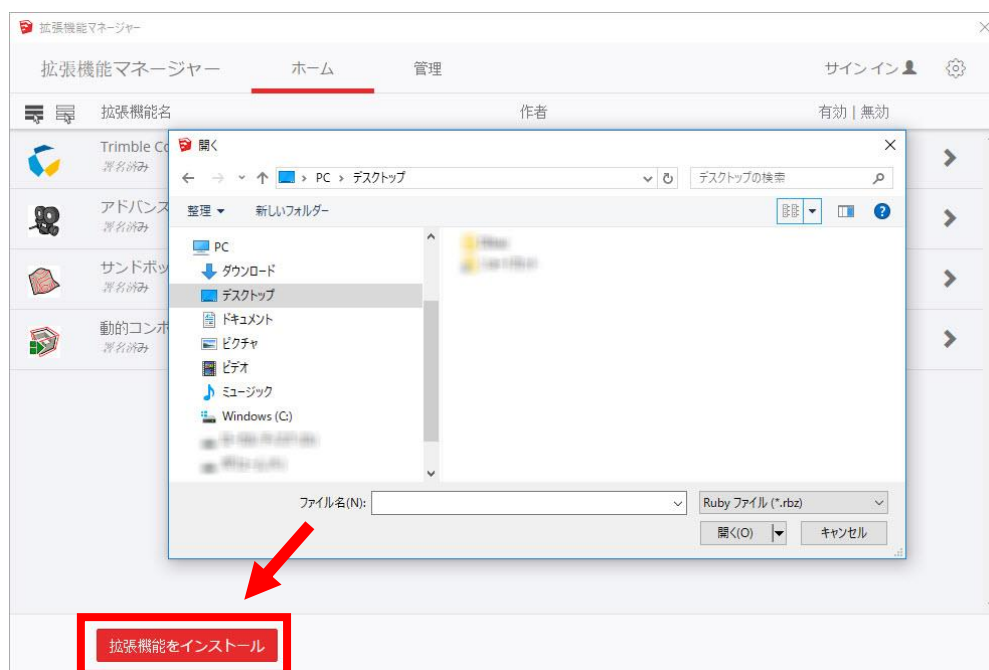 拡張機能マネージャー
拡張機能マネージャー ホーム 管理 サインイン
拡張機能名 作者 有効 | 無効
Trimble Co
署名済み
アドバンス
署名済み
サンドボッ
署名済み
動的コンポ
署名済み
開く
PC › デスクトップ
デスクトップの検索
整理 新しいフォルダー
PC
ダウンロード
デスクトップ
ドキュメント
ピクチャ
ビデオ
ミュージック
Windows (C:)
ファイル名(N):
Ruby ファイル (*.rbz)
開く(O) キャンセル
拡張機能をインストール